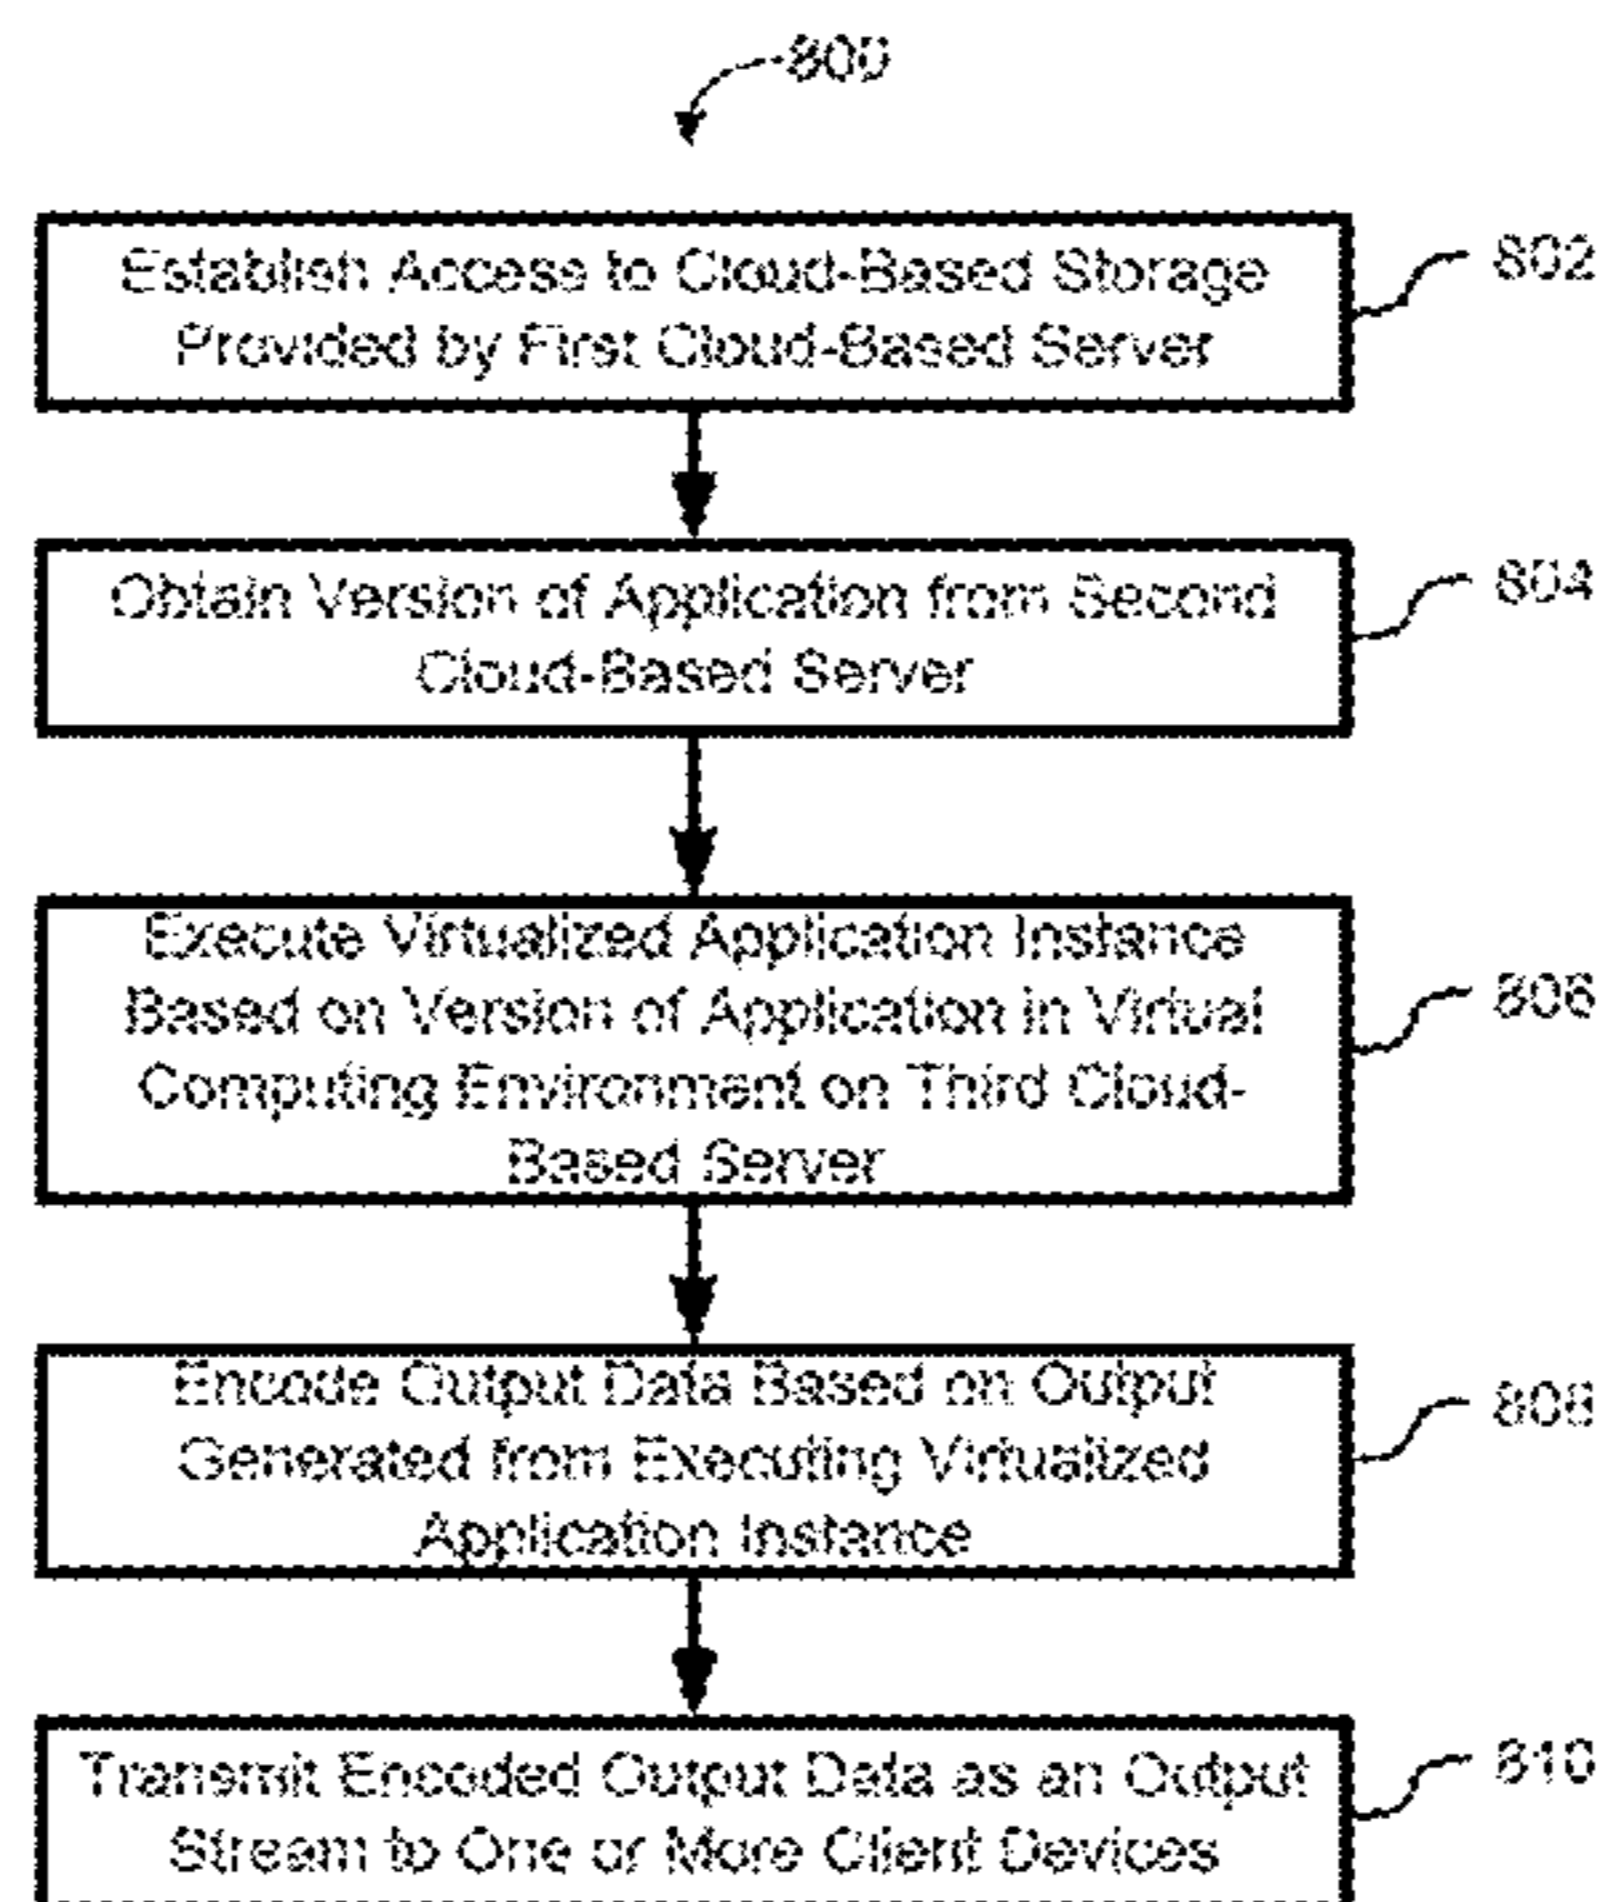 800
Establish Access to Cloud-Based Storage
Provided by First Cloud-Based Server
802
Obtain Version of Application from Second
Cloud-Based Server
804
Execute Virtualized Application Instance
Based on Version of Application in Virtual
Computing Environment on Third Cloud-
Based Server
806
Encode Output Data Based on Output
Generated from Executing Virtualized
Application Instance
808
Transmit Encoded Output Data as an Output
Stream to One or More Client Devices
810